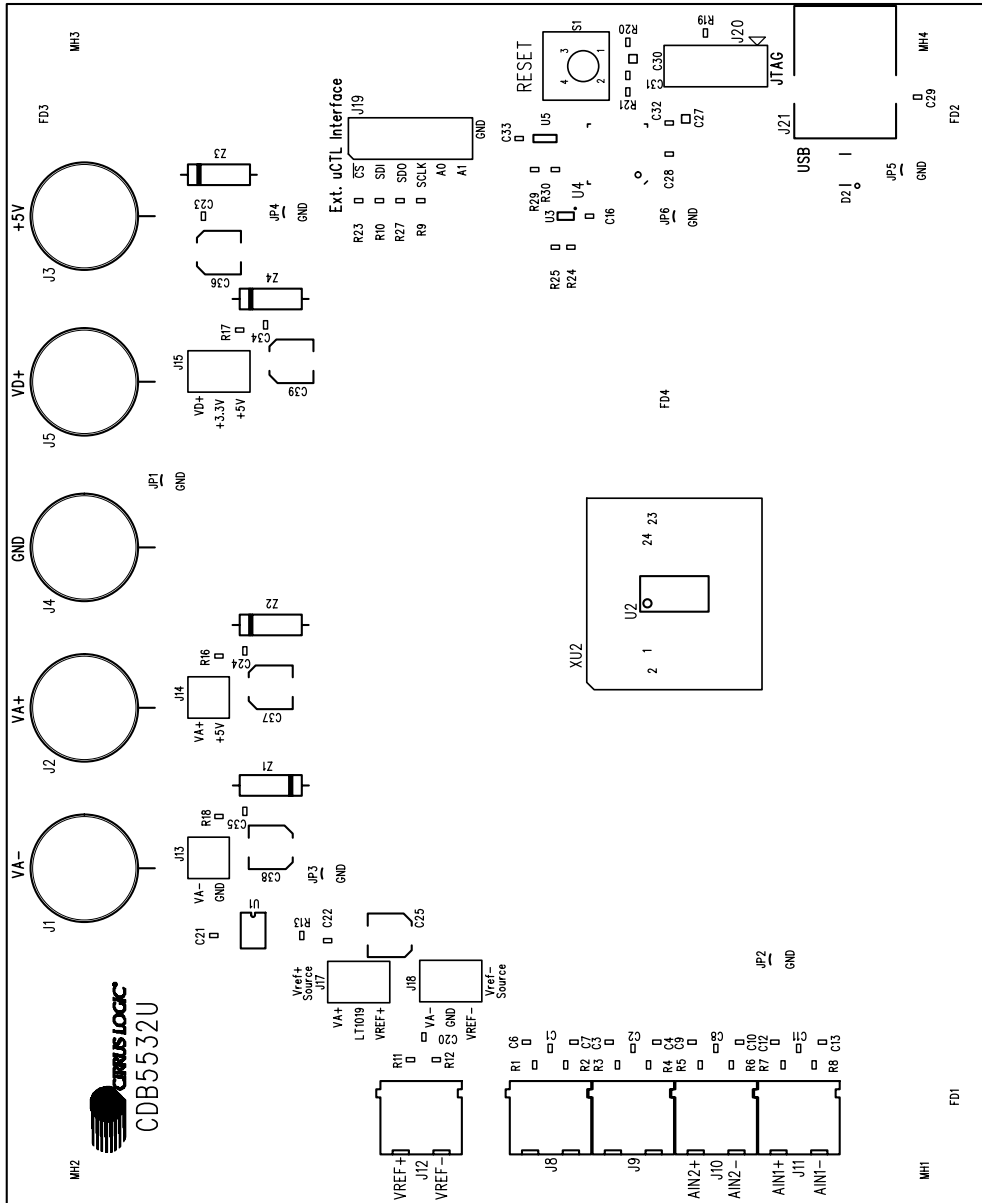 MH3
FD3
+5V
J3
Z3
C23
C36
JP4
GND
Z4
R17
C34
J15
C39
VD+
+3.3V
+5V
VD+
J5
JP1
GND
GND
J4
Z2
R16
C24
J14
C37
VA+
+5V
VA+
J2
Z1
R18
C35
J13
C38
VA-
GND
JP3
GND
VA-
J1
C21
U1
R13
C22
C25
Vref+
Source
J17
VA+
LT1019
VREF+
J18
Vref-
Source
VA-
GND
VREF-
C20
R11
R12
VREF+
J12
VREF-
CIRRUS LOGIC®
CDB5532U
MH2
Ext. uCTL Interface
J19
GND
CS
SDI
SDO
SCLK
A0
A1
R23
R10
R27
R9
RESET
S1
3
1
4
2
R20
R21
C30
C31
R19
J20
JTAG
J21
USB
MH4
C29
FD2
C33
U5
C32
C27
C28
R29
R30
U4
U3
C16
R25
R24
JP6
GND
D2
JP5
GND
FD4
XU2
24
23
U2
2
1
JP2
GND
C6
C1
C7
C3
C2
C4
C9
C8
C10
C12
C11
C13
R1
R2
R3
R4
R5
R6
R7
R8
J8
J9
AIN2+
J10
AIN2-
AIN1+
J11
AIN1-
FD1
MH1